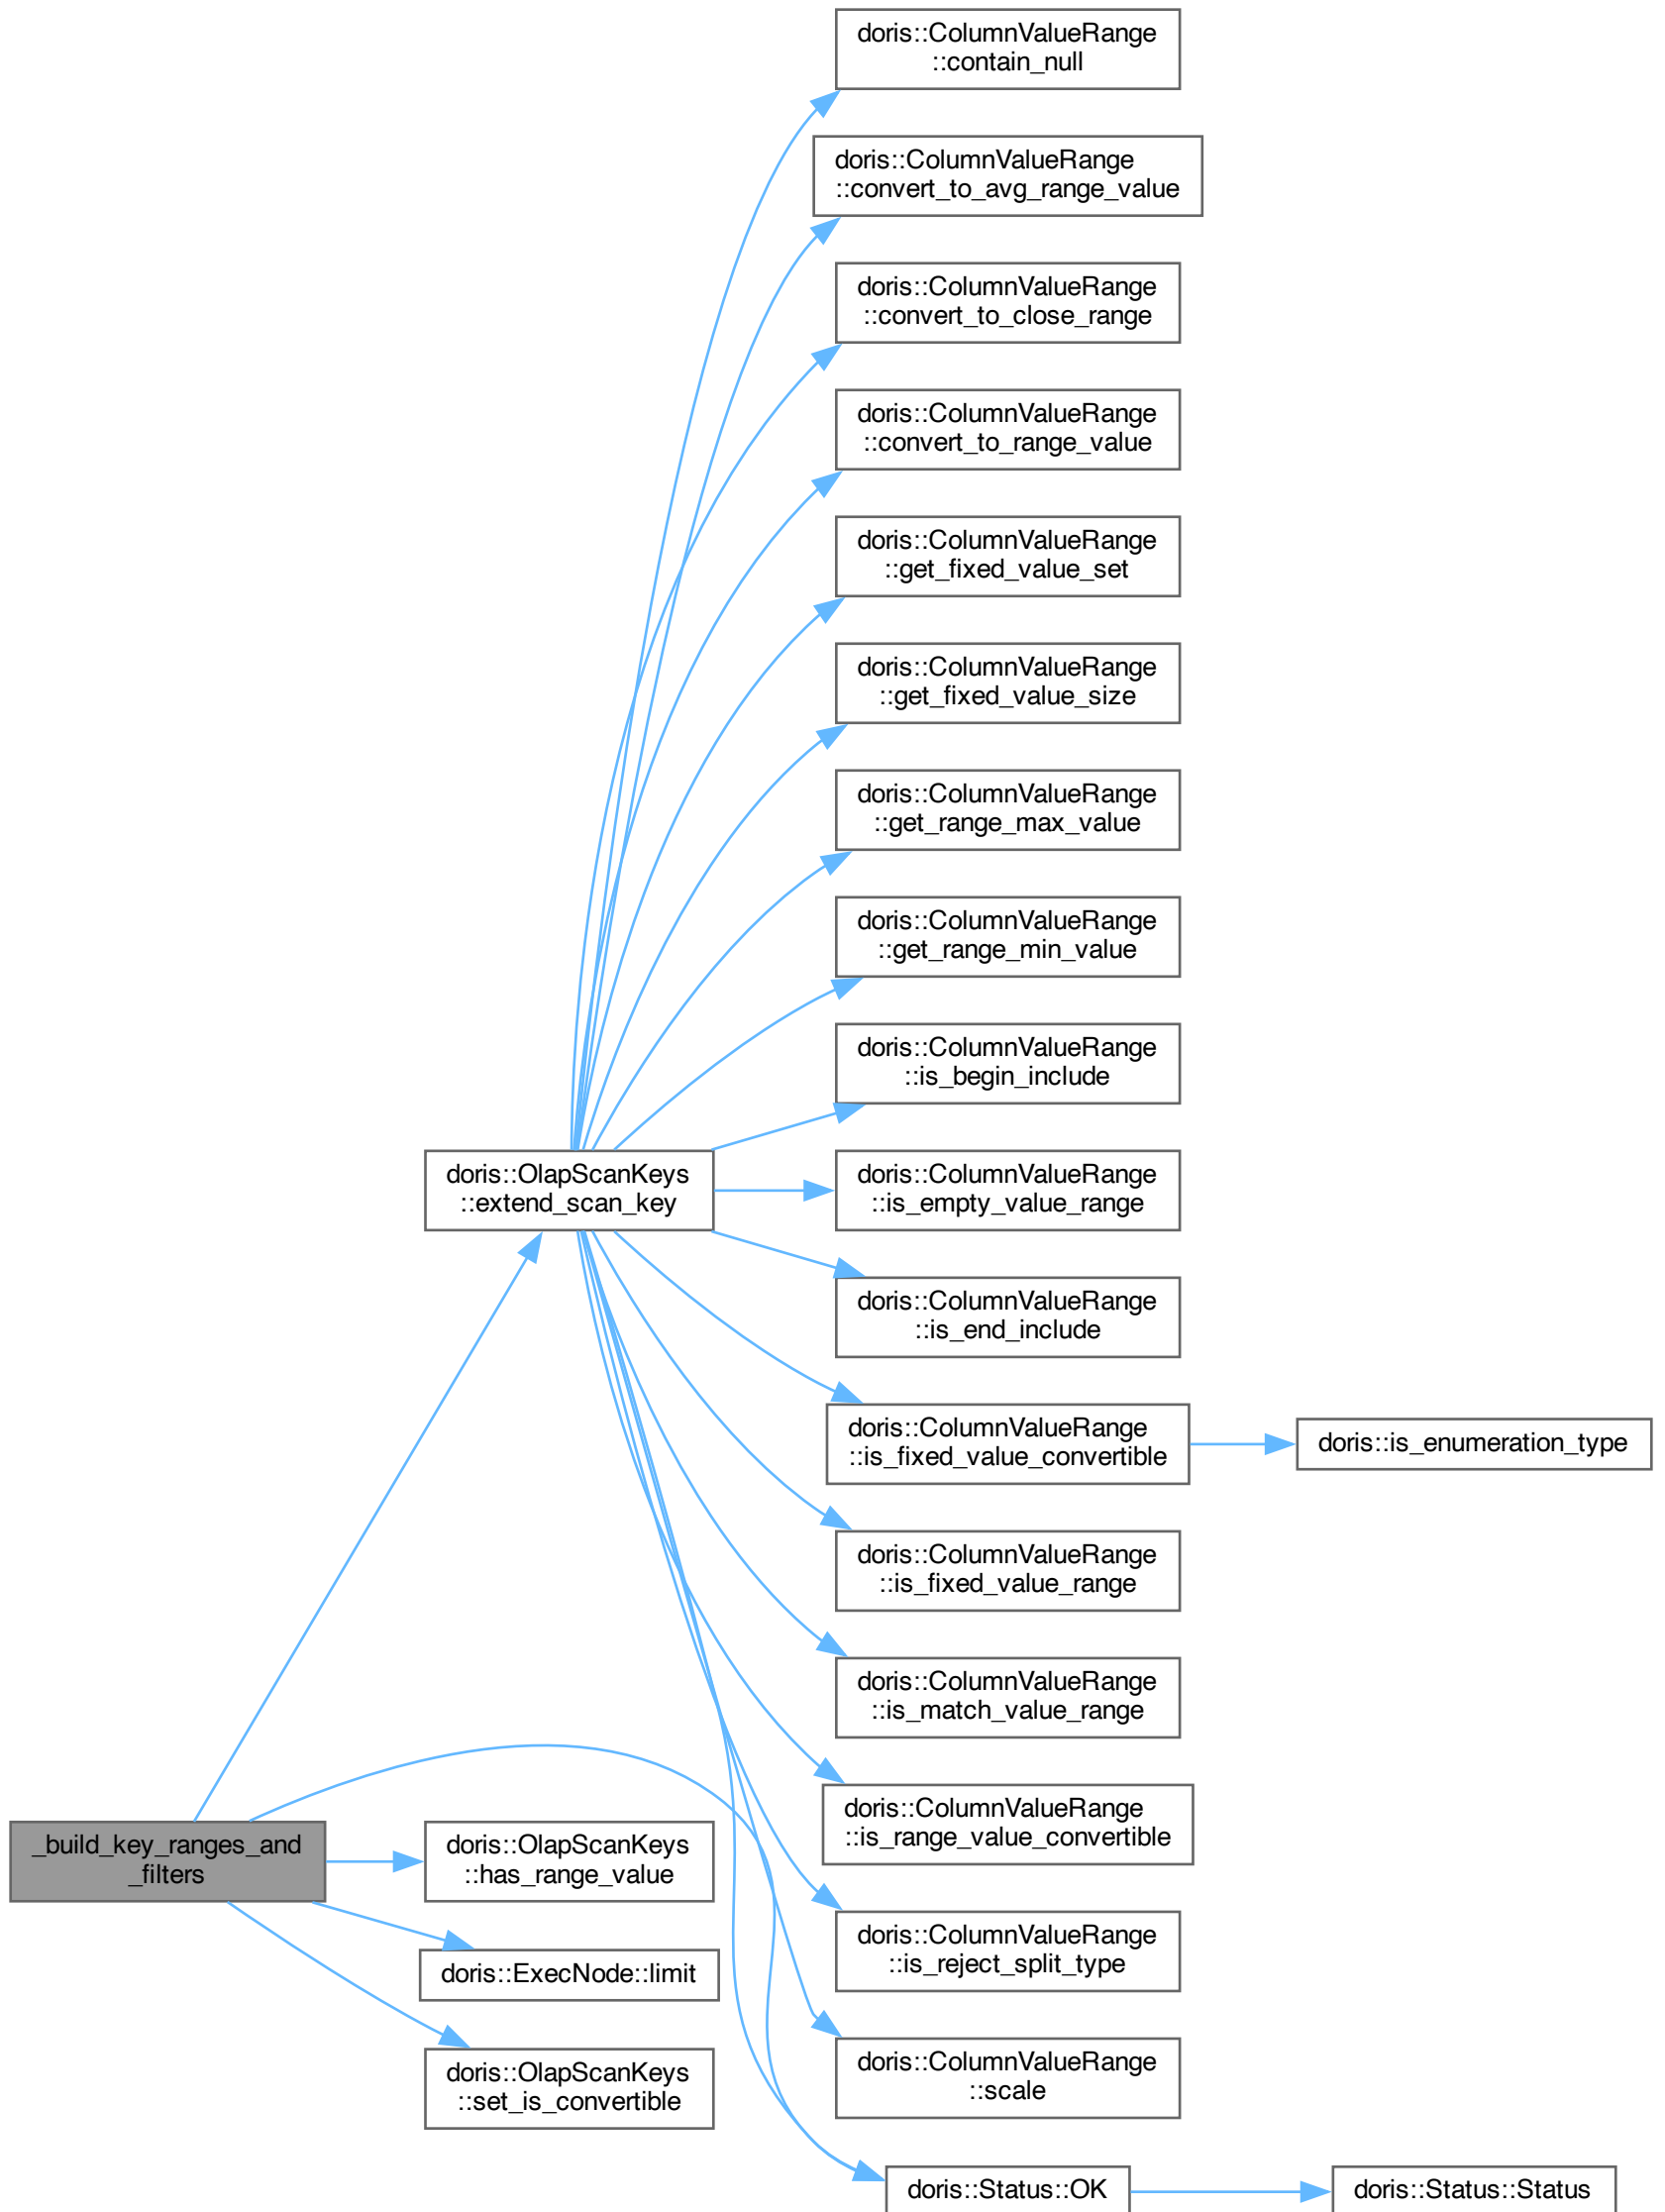 doris::ColumnValueRange
::contain_null
doris::ColumnValueRange
::convert_to_avg_range_value
doris::ColumnValueRange
::convert_to_close_range
doris::ColumnValueRange
::convert_to_range_value
doris::ColumnValueRange
::get_fixed_value_set
doris::ColumnValueRange
::get_fixed_value_size
doris::ColumnValueRange
::get_range_max_value
doris::ColumnValueRange
::get_range_min_value
doris::ColumnValueRange
::is_begin_include
doris::OlapScanKeys
::extend_scan_key
doris::ColumnValueRange
::is_empty_value_range
doris::ColumnValueRange
::is_end_include
doris::ColumnValueRange
::is_fixed_value_convertible
doris::is_enumeration_type
doris::ColumnValueRange
::is_fixed_value_range
doris::ColumnValueRange
::is_match_value_range
doris::ColumnValueRange
::is_range_value_convertible
_build_key_ranges_and
_filters
doris::OlapScanKeys
::has_range_value
doris::ColumnValueRange
::is_reject_split_type
doris::ExecNode::limit
doris::ColumnValueRange
::scale
doris::OlapScanKeys
::set_is_convertible
doris::Status::OK
doris::Status::Status